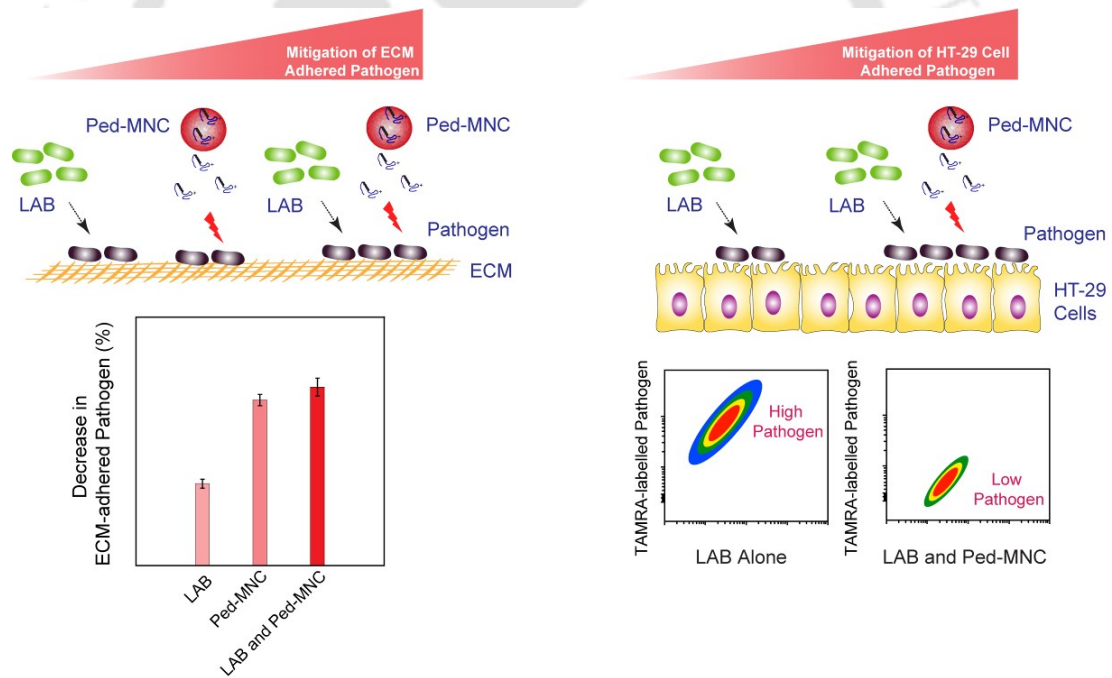 Mitigation of ECM
Adhered Pathogen
Ped-MNC
Ped-MNC
LAB
LAB
Pathogen
ECM
Decrease in
ECM-adhered Pathogen (%)
LAB
Ped-MNC
LAB and Ped-MNC
Mitigation of HT-29 Cell
Adhered Pathogen
Ped-MNC
LAB
LAB
Pathogen
HT-29
Cells
TAMRA-labelled Pathogen
High
Pathogen
LAB Alone
TAMRA-labelled Pathogen
Low
Pathogen
LAB and Ped-MNC